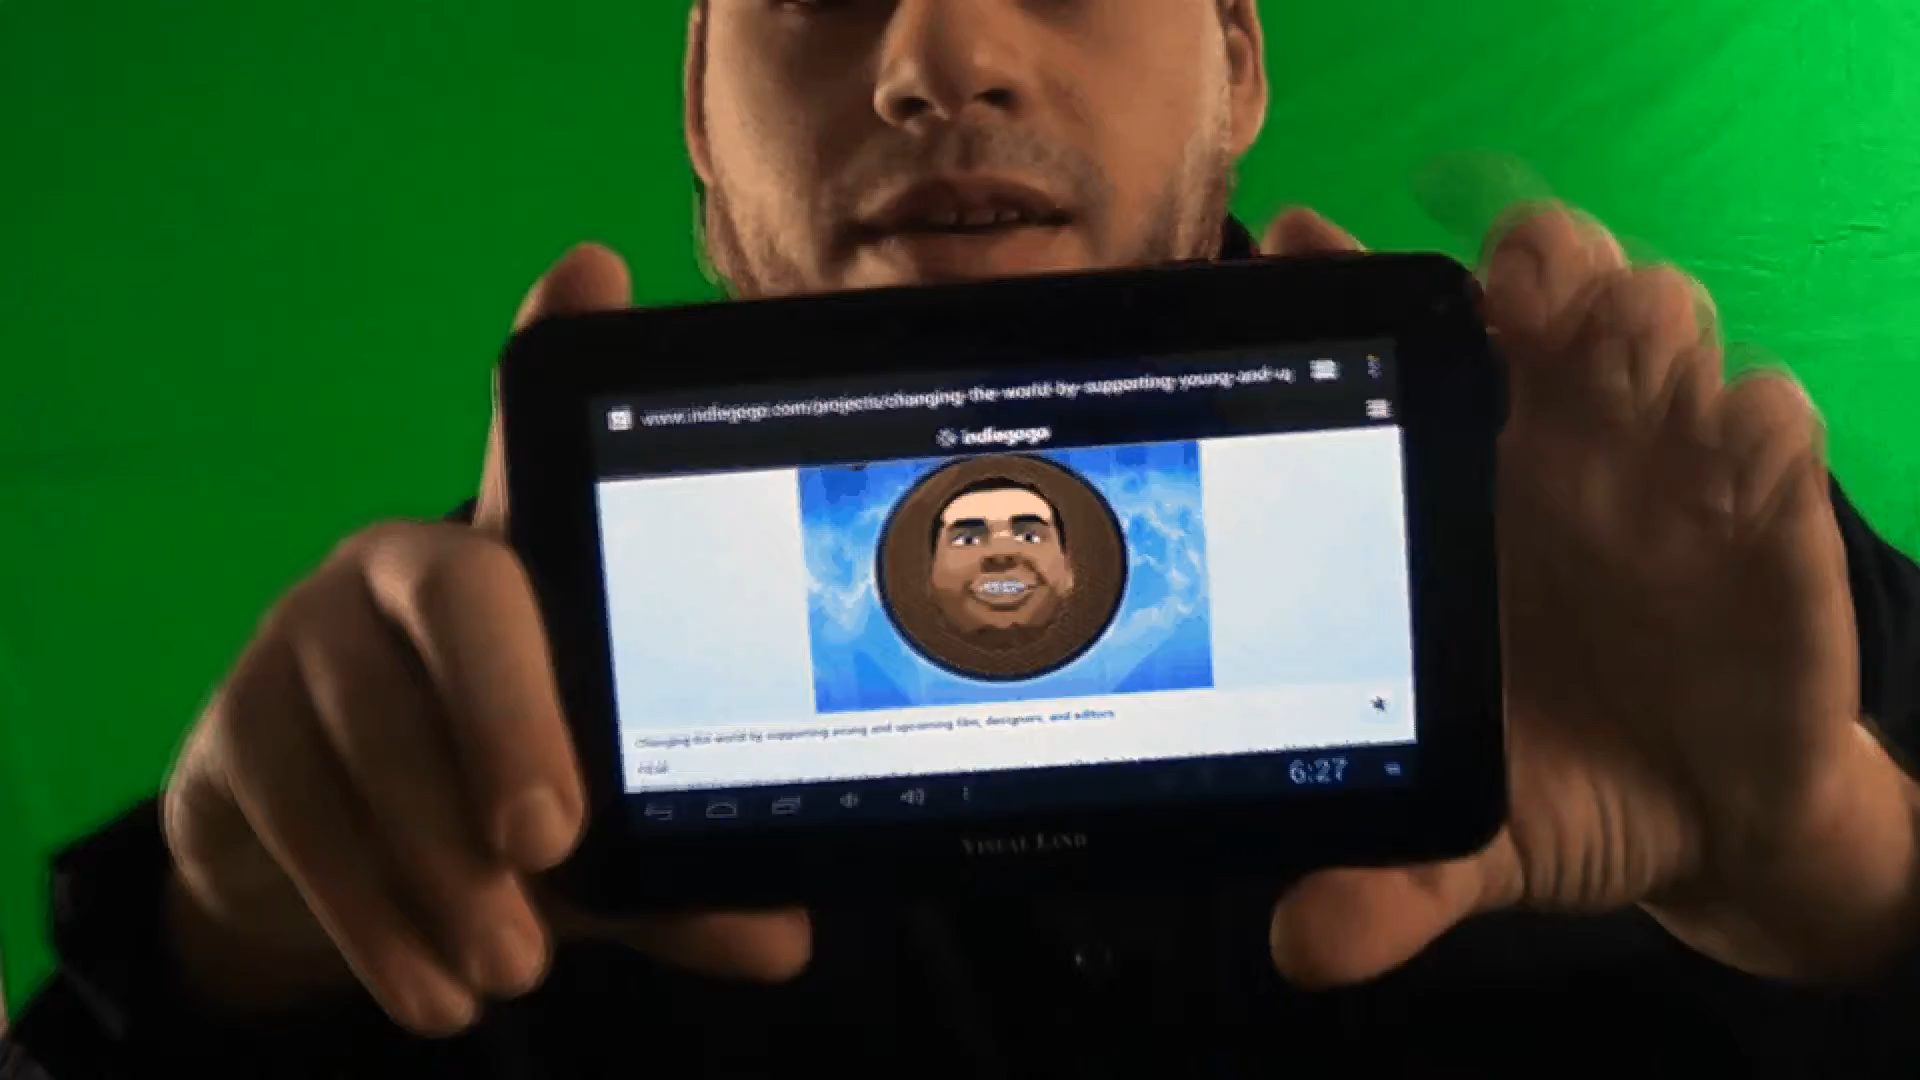 www.indiegogo.com/projects/changing-the-world-by-supporting-young-and-up
indiegogo
Changing the world by supporting young and upcoming film, designers, and editors
6:27
VISUAL LAND